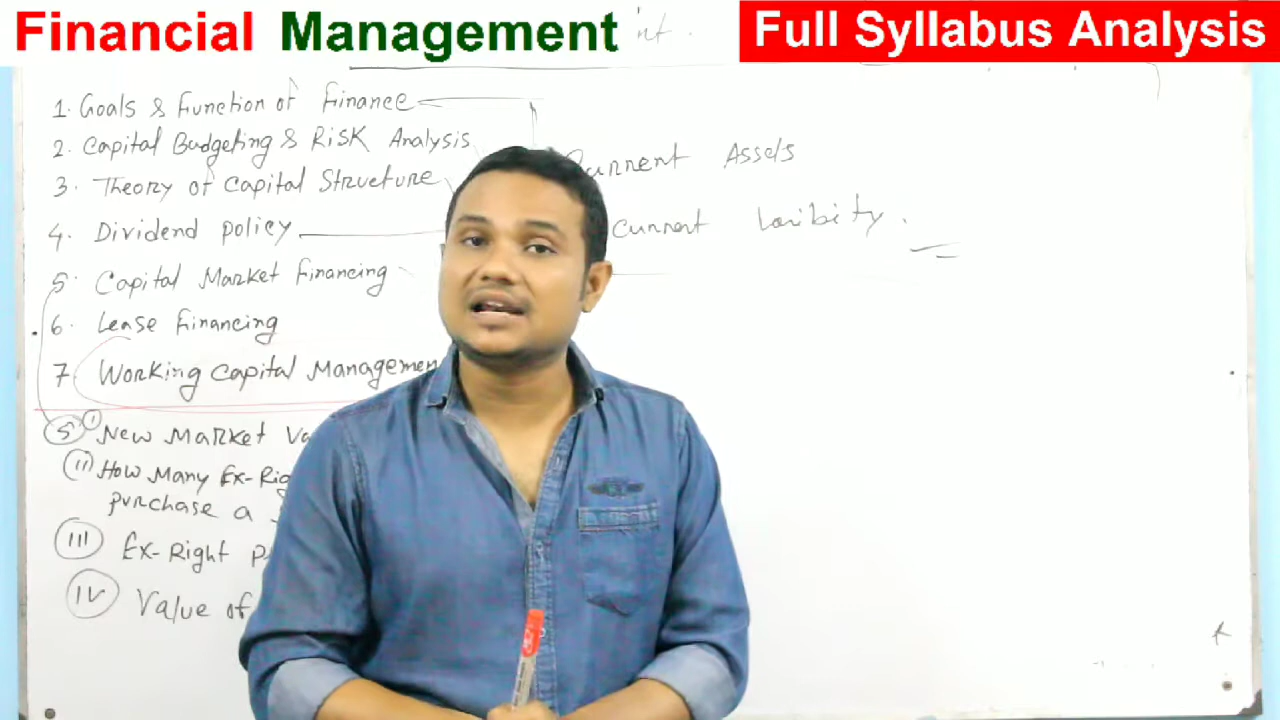 Financial Management
Full Syllabus Analysis
1. Goals & Function of Finance
2. Capital Budgeting & Risk Analysis
3. Theory of Capital Structure
4. Dividend policy
5. Capital Market Financing
6. Lease Financing
7 Working Capital Management
Current Assets
Current Laibity.
5 (i) New Market
(ii) How Many Ex-Rig
purchase a
(iii) Ex-Right
(iv) Value of